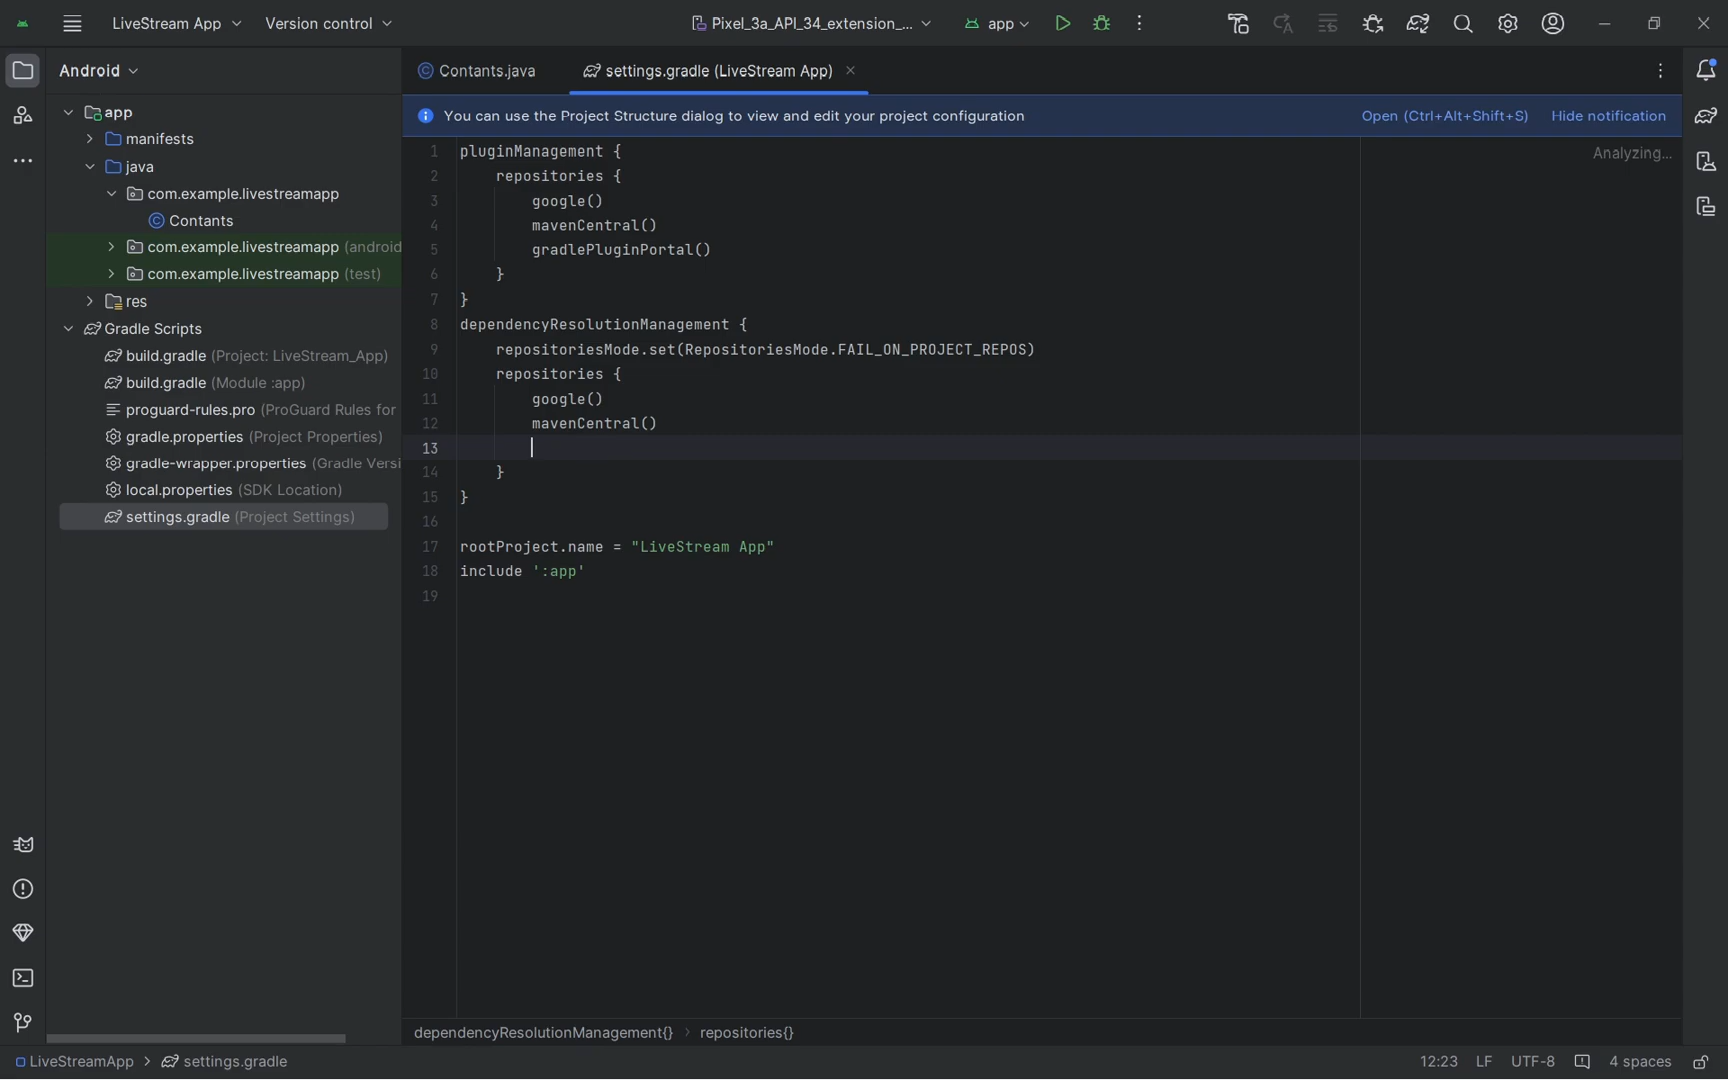 LiveStream App
Version control
Pixel_3a_API_34_extension_...
app
Android
Contants.java
settings.gradle (LiveStream App)
You can use the Project Structure dialog to view and edit your project configuration
Open (Ctrl+Alt+Shift+S)
Hide notification
app
manifests
java
com.example.livestreamapp
Contants
com.example.livestreamapp (android
com.example.livestreamapp (test)
res
Gradle Scripts
build.gradle (Project: LiveStream_App)
build.gradle (Module :app)
proguard-rules.pro (ProGuard Rules for
gradle.properties (Project Properties)
gradle-wrapper.properties (Gradle Versi
local.properties (SDK Location)
settings.gradle (Project Settings)
Analyzing...
1 pluginManagement {
2 repositories {
3 google()
4 mavenCentral()
5 gradlePluginPortal()
6 }
7 }
8 dependencyResolutionManagement {
9 repositoriesMode.set(RepositoriesMode.FAIL_ON_PROJECT_REPOS)
10 repositories {
11 google()
12 mavenCentral()
13
14 }
15 }
16
17 rootProject.name = "LiveStream App"
18 include ':app'
19
dependencyResolutionManagement{} > repositories{}
LiveStreamApp > settings.gradle
12:23 LF UTF-8 4 spaces